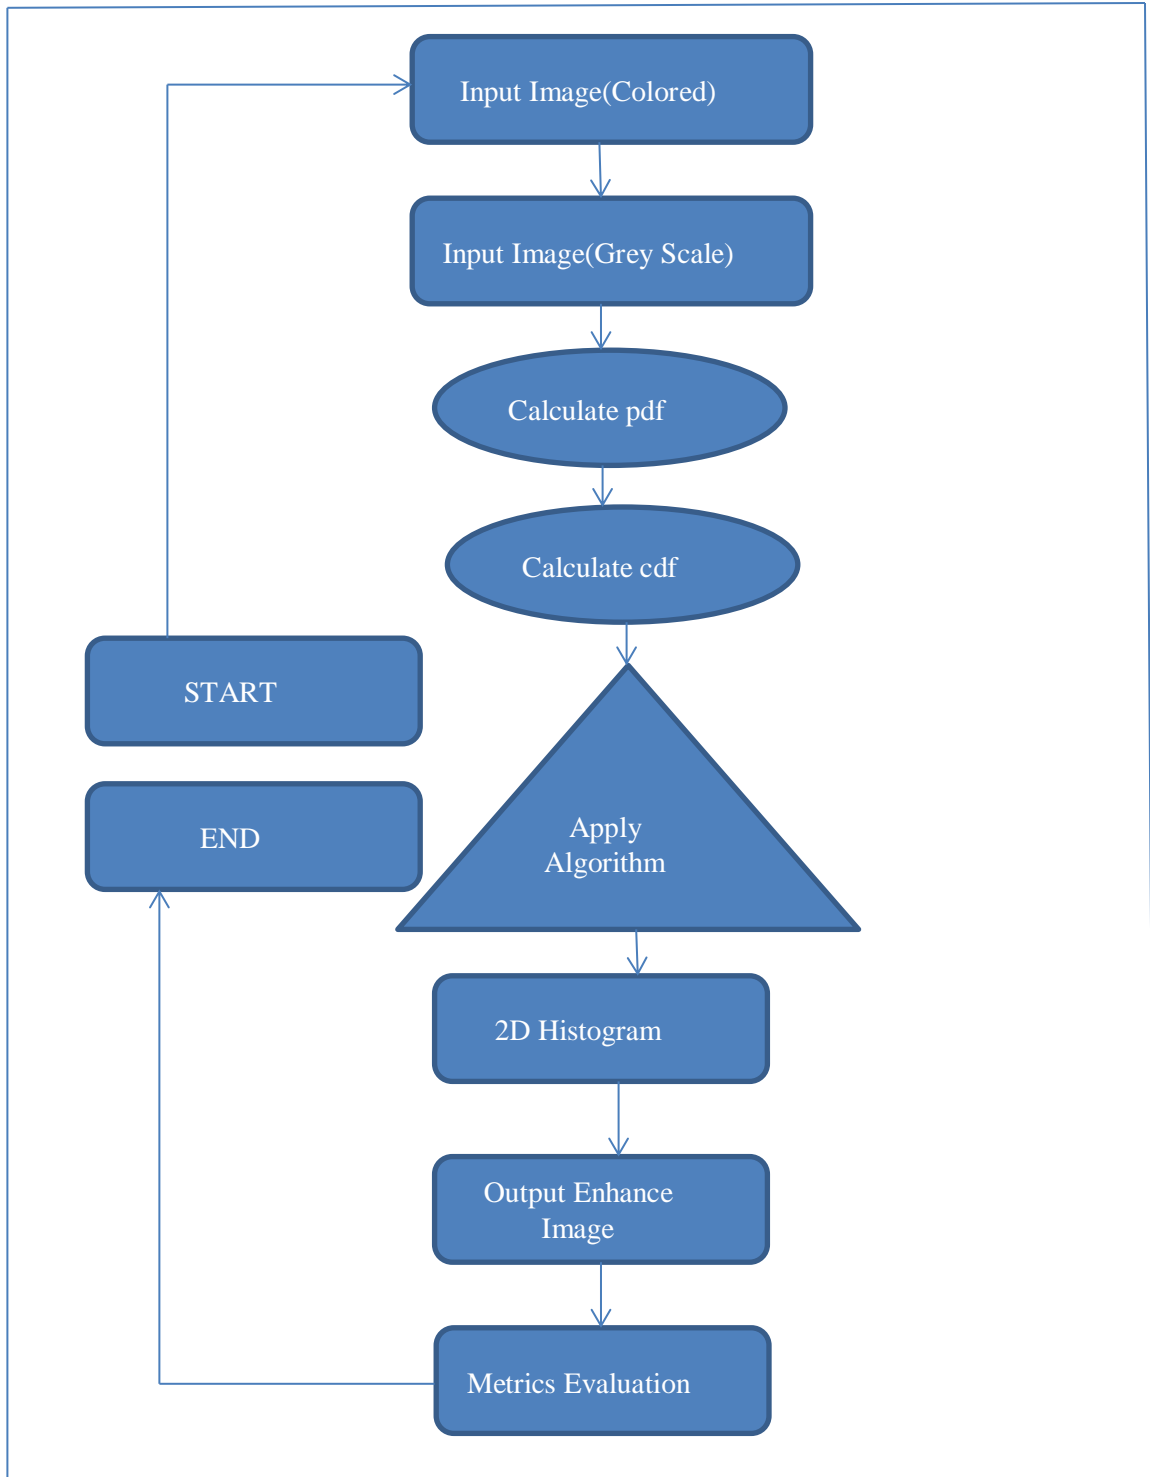 Input Image(Colored)
Input Image(Grey Scale)
Calculate pdf
Calculate cdf
START
END
Apply
Algorithm
2D Histogram
Output Enhance
Image
Metrics Evaluation